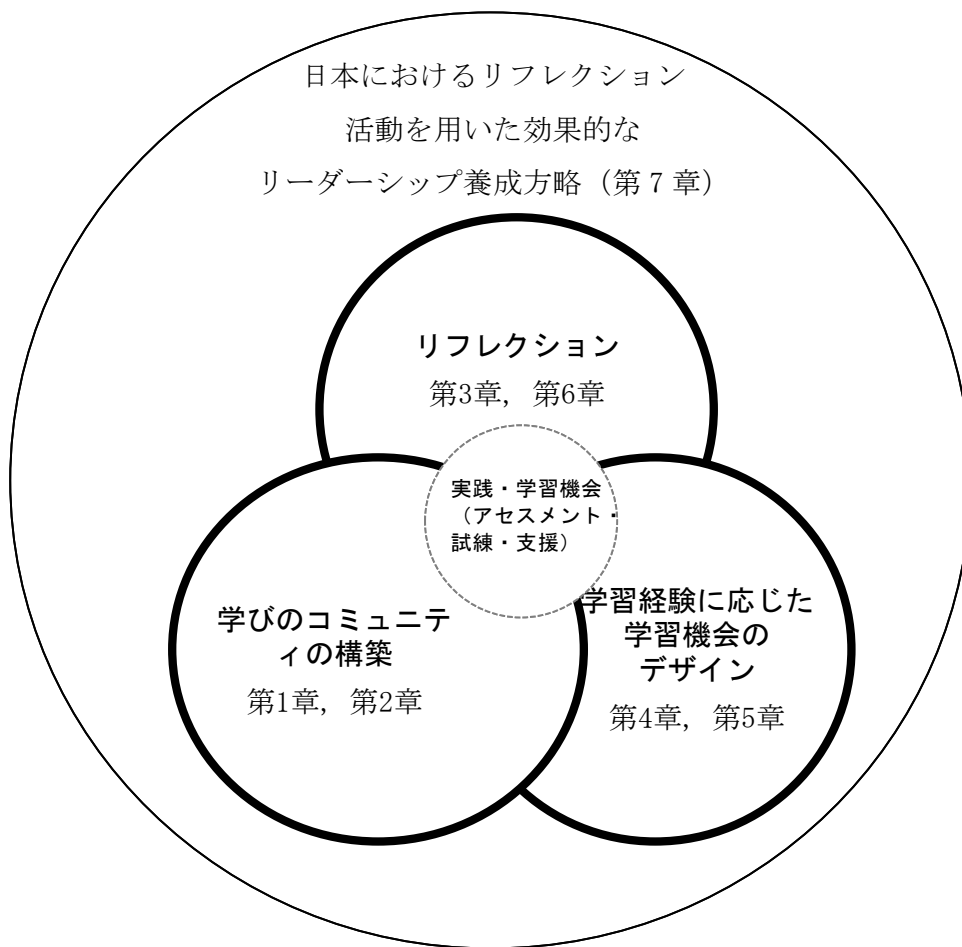 日本におけるリフレクション
活動を用いた効果的な
リーダーシップ養成方略（第７章）
リフレクション
第3章，第6章
実践・学習機会
（アセスメント・
試練・支援）
学びのコミュニテ
ィの構築
第1章，第2章
学習経験に応じた
学習機会の
デザイン
第4章，第5章